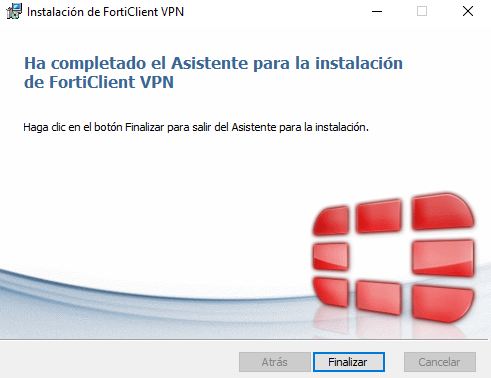 Instalación de FortiClient VPN
Ha completado el Asistente para la instalación
de FortiClient VPN
Haga clic en el botón Finalizar para salir del Asistente para la instalación.
Atrás
Finalizar
Cancelar